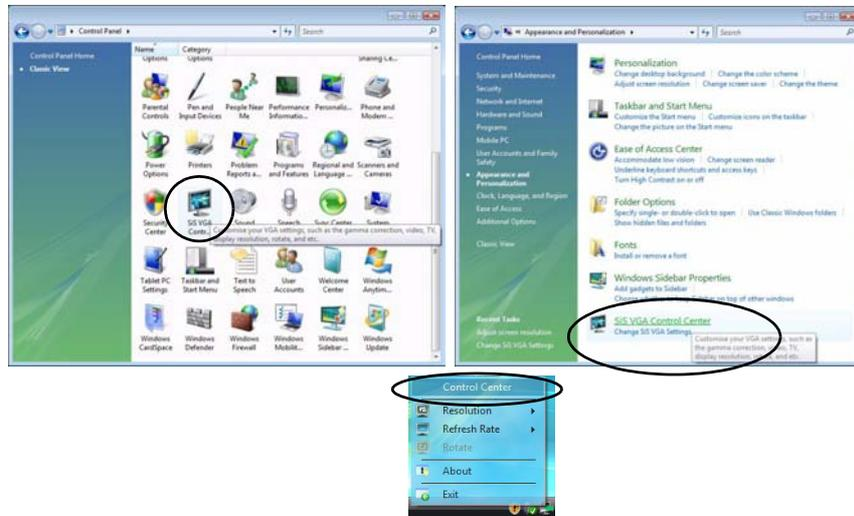 Control Panel
Search
Control Panel Home
Classic View
Name
Category
Options
Options
Sharing Ce...
Parental Controls
Pen and Input Devices
People Near Me
Performance Informatio...
Personaliz...
Phone and Modem ...
Power Options
Printers
Problem Reports a...
Programs and Features
Regional and Language ...
Scanners and Cameras
Security Center
SiS VGA Contr...
Sound
Speech
Sync Center
System
Customise your VGA settings, such as the gamma correction, video, TV,
display resolution, rotate, and etc.
Tablet PC Settings
Taskbar and Start Menu
Text to Speech
User Accounts
Welcome Center
Windows Anytim...
Windows CardSpace
Windows Defender
Windows Firewall
Windows Mobilit...
Windows Sidebar ...
Windows Update
Appearance and Personalization
Search
Control Panel Home
System and Maintenance
Security
Network and Internet
Hardware and Sound
Programs
Mobile PC
User Accounts and Family
Safety
Appearance and
Personalization
Clock, Language, and Region
Ease of Access
Additional Options
Classic View
Recent Tasks
Adjust screen resolution
Change SiS VGA Settings
Personalization
Change desktop background
Change the color scheme
Adjust screen resolution
Change screen saver
Change the theme
Taskbar and Start Menu
Customize the Start menu
Customize icons on the taskbar
Change the picture on the Start menu
Ease of Access Center
Accommodate low vision
Change screen reader
Underline keyboard shortcuts and access keys
Turn High Contrast on or off
Folder Options
Specify single- or double-click to open
Use Classic Windows folders
Show hidden files and folders
Fonts
Install or remove a font
Windows Sidebar Properties
Add gadgets to Sidebar
on top of other windows
SiS VGA Control Center
Change SiS VGA Settings
Customise your VGA settings, such as
the gamma correction, video, TV,
display resolution, rotate, and etc.
Control Center
Resolution
Refresh Rate
Rotate
About
Exit